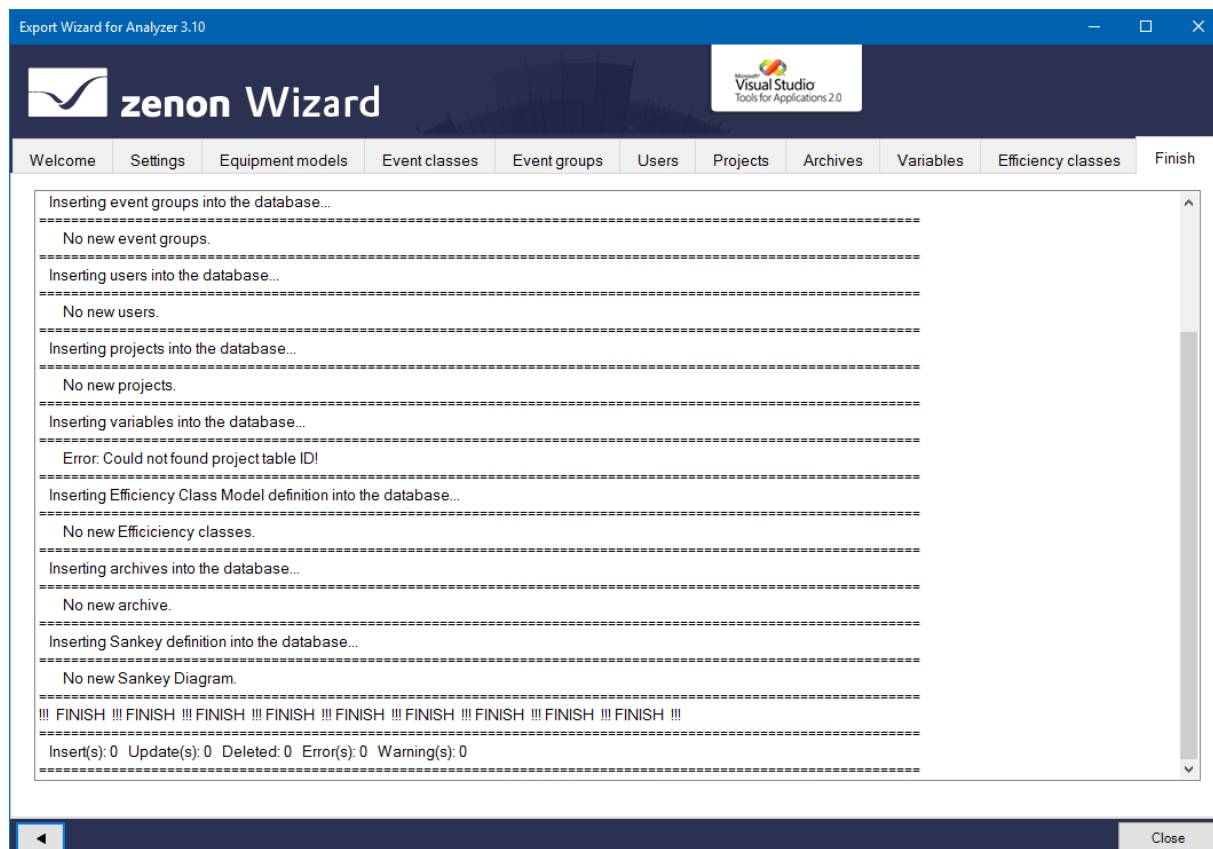 Export Wizard for Analyzer 3.10
zenon Wizard
Microsoft
Visual Studio
Tools for Applications 2.0
Welcome Settings Equipment models Event classes Event groups Users Projects Archives Variables Efficiency classes Finish
Inserting event groups into the database...
==============================================================================================================
No new event groups.
==============================================================================================================
Inserting users into the database...
==============================================================================================================
No new users.
==============================================================================================================
Inserting projects into the database...
==============================================================================================================
No new projects.
==============================================================================================================
Inserting variables into the database...
==============================================================================================================
Error: Could not found project table ID!
==============================================================================================================
Inserting Efficiency Class Model definition into the database...
==============================================================================================================
No new Efficiciency classes.
==============================================================================================================
Inserting archives into the database...
==============================================================================================================
No new archive.
==============================================================================================================
Inserting Sankey definition into the database...
==============================================================================================================
No new Sankey Diagram.
==============================================================================================================
!!! FINISH !!! FINISH !!! FINISH !!! FINISH !!! FINISH !!! FINISH !!! FINISH !!! FINISH !!! FINISH !!!
==============================================================================================================
Insert(s): 0 Update(s): 0 Deleted: 0 Error(s): 0 Warning(s): 0
==============================================================================================================
Close